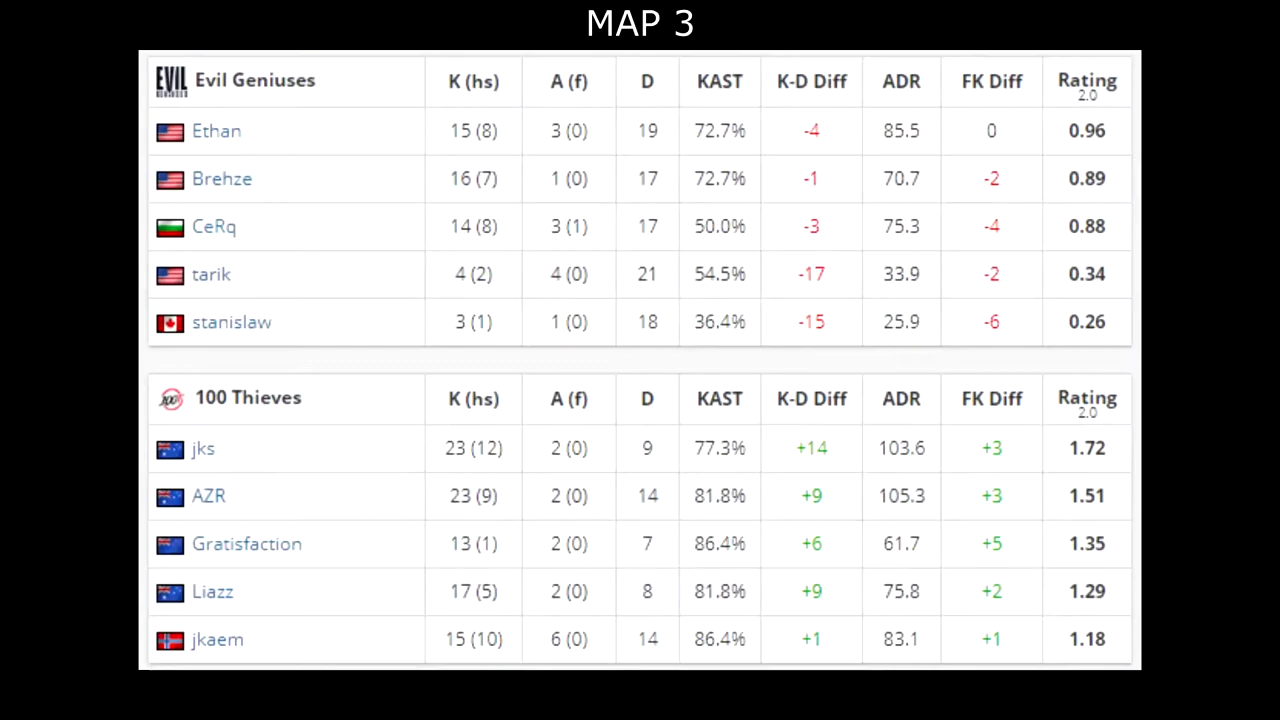 MAP 3
EVIL GENIUSES Evil Geniuses K (hs) A (f) D KAST K-D Diff ADR FK Diff Rating 2.0
Ethan 15 (8) 3 (0) 19 72.7% -4 85.5 0 0.96
Brehze 16 (7) 1 (0) 17 72.7% -1 70.7 -2 0.89
CeRq 14 (8) 3 (1) 17 50.0% -3 75.3 -4 0.88
tarik 4 (2) 4 (0) 21 54.5% -17 33.9 -2 0.34
stanislaw 3 (1) 1 (0) 18 36.4% -15 25.9 -6 0.26
100 100 Thieves K (hs) A (f) D KAST K-D Diff ADR FK Diff Rating 2.0
jks 23 (12) 2 (0) 9 77.3% +14 103.6 +3 1.72
AZR 23 (9) 2 (0) 14 81.8% +9 105.3 +3 1.51
Gratisfaction 13 (1) 2 (0) 7 86.4% +6 61.7 +5 1.35
Liazz 17 (5) 2 (0) 8 81.8% +9 75.8 +2 1.29
jkaem 15 (10) 6 (0) 14 86.4% +1 83.1 +1 1.18